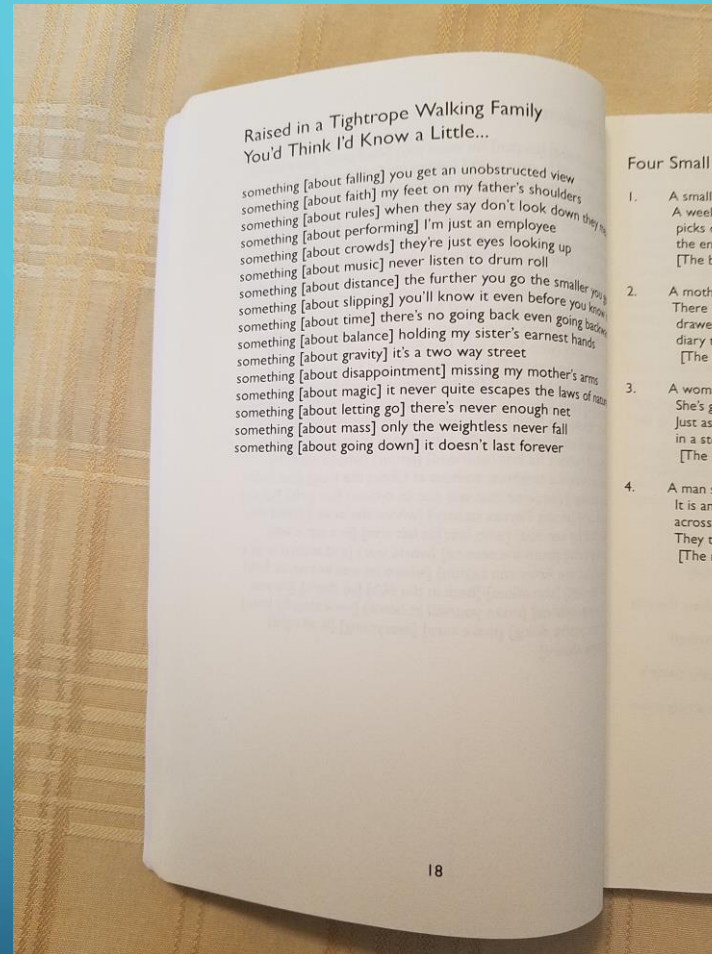 Raised in a Tightrope Walking Family
You'd Think I'd Know a Little...
something [about falling] you get an unobstructed view
something [about faith] my feet on my father's shoulders
something [about rules] when they say don't look down they
something [about performing] I'm just an employee
something [about crowds] they're just eyes looking up
something [about music] never listen to drum roll
something [about distance] the further you go the smaller you
something [about slipping] you'll know it even before you know
something [about time] there's no going back even going
something [about balance] holding my sister's earnest hands
something [about gravity] it's a two way street
something [about disappointment] missing my mother's arms
something [about magic] it never quite escapes the laws of
something [about letting go] there's never enough net
something [about mass] only the weightless never fall
something [about going down] it doesn't last forever
18
Four Small
1. A small
A
picks
the
[The
2. A
There
diary
[The
3. A
She's
Just as
in a
[The
4. A man
It is
across
They
[The